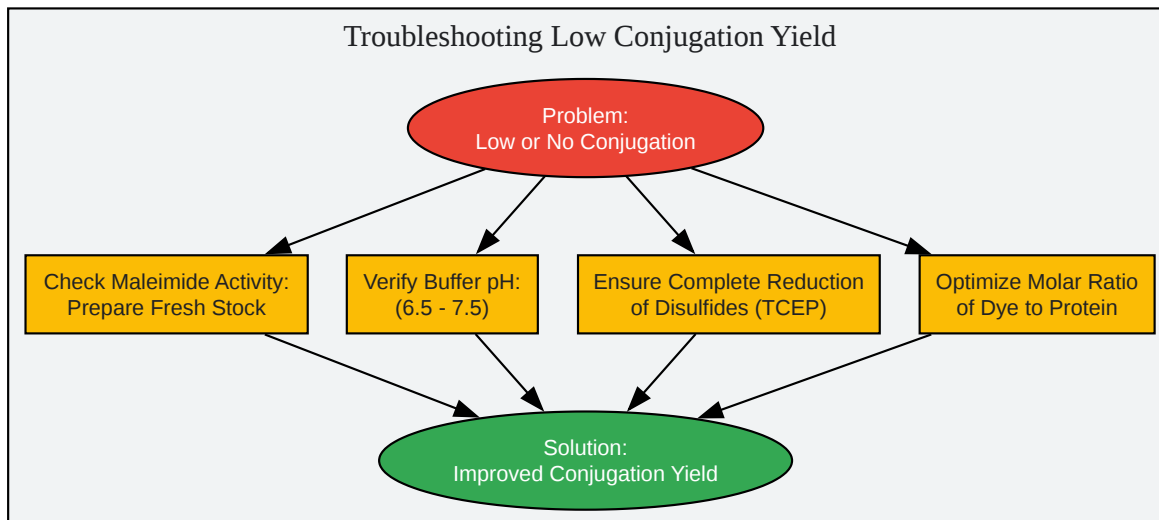 Troubleshooting Low Conjugation Yield
Problem:
Low or No Conjugation
Check Maleimide Activity:
Prepare Fresh Stock
Verify Buffer pH:
(6.5 - 7.5)
Ensure Complete Reduction
of Disulfides (TCEP)
Optimize Molar Ratio
of Dye to Protein
Solution:
Improved Conjugation Yield